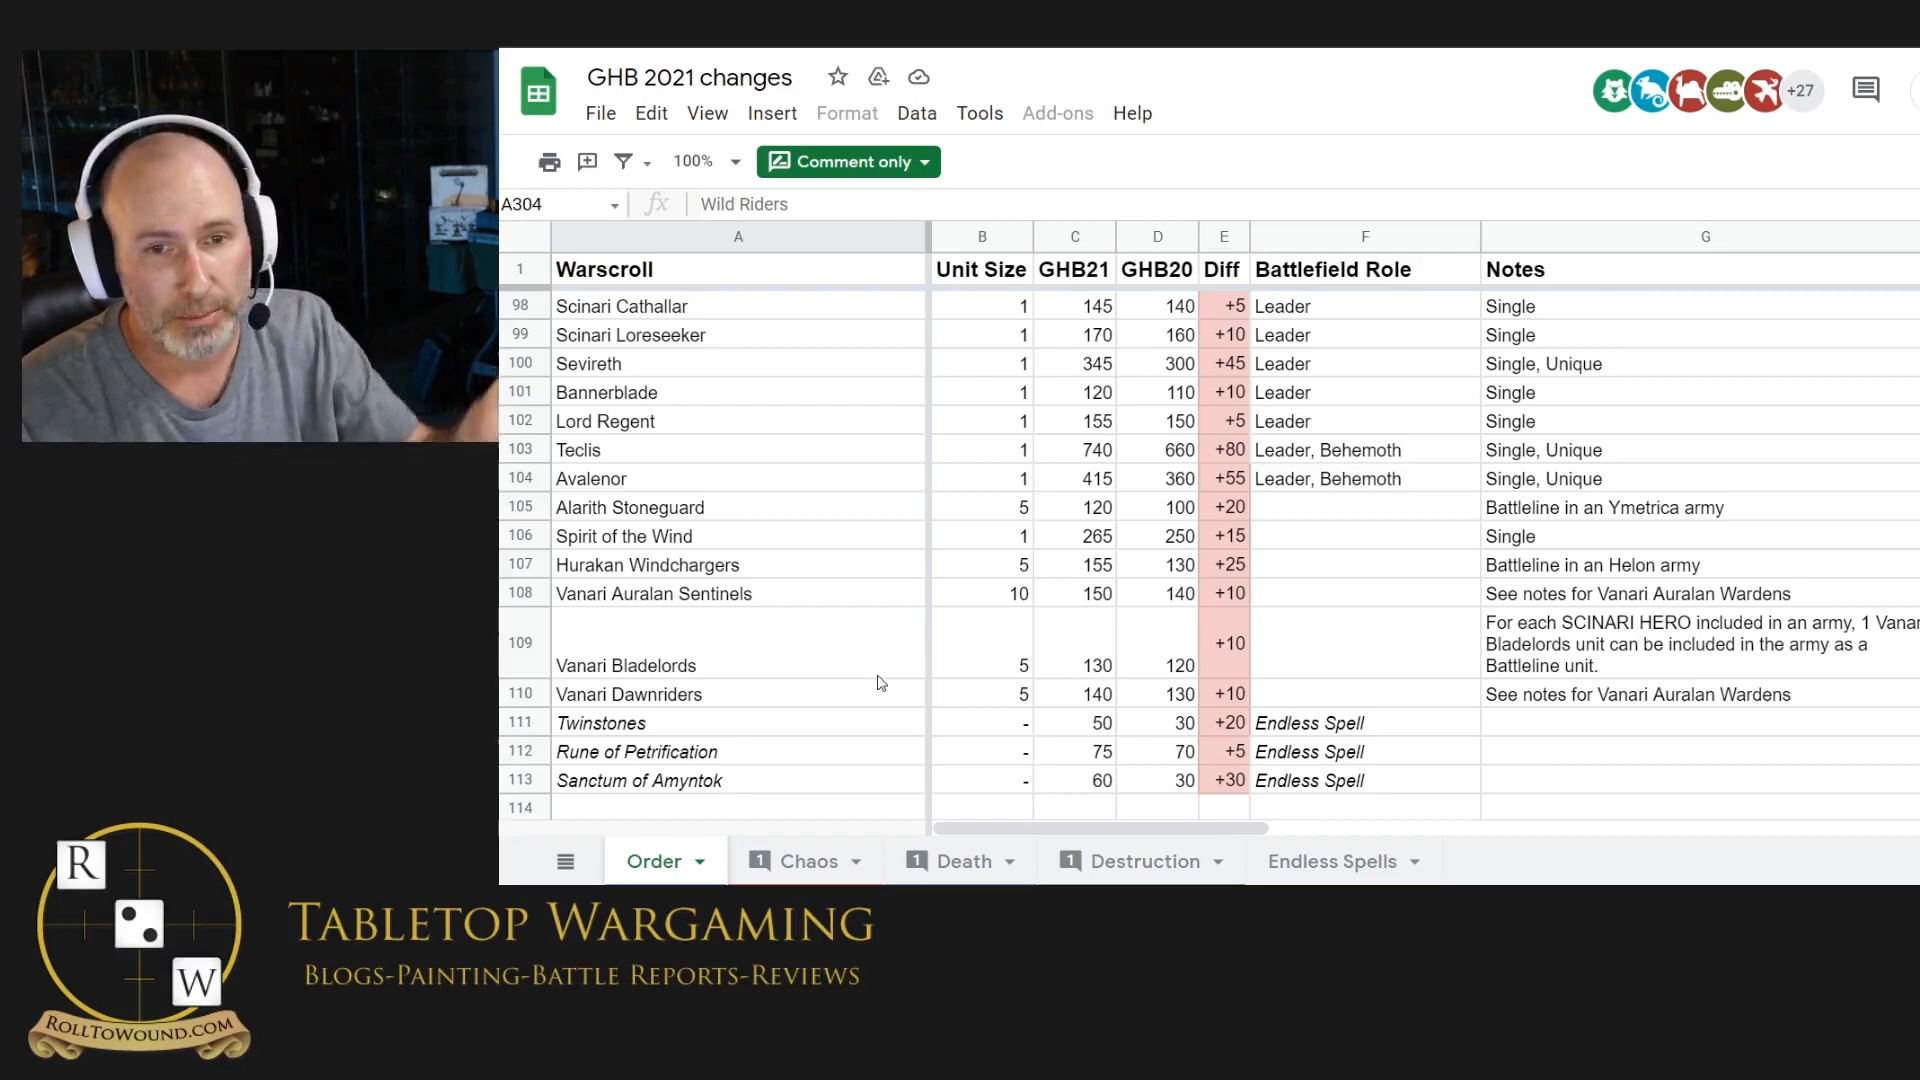 GHB 2021 changes
+27
File Edit View Insert Format Data Tools Add-ons Help
100% Comment only
A304 fx Wild Riders
A B C D E F G
1 Warscroll Unit Size GHB21 GHB20 Diff Battlefield Role Notes
98 Scinari Cathallar 1 145 140 +5 Leader Single
99 Scinari Loreseeker 1 170 160 +10 Leader Single
100 Sevireth 1 345 300 +45 Leader Single, Unique
101 Bannerblade 1 120 110 +10 Leader Single
102 Lord Regent 1 155 150 +5 Leader Single
103 Teclis 1 740 660 +80 Leader, Behemoth Single, Unique
104 Avalenor 1 415 360 +55 Leader, Behemoth Single, Unique
105 Alarith Stoneguard 5 120 100 +20 Battleline in an Ymetrica army
106 Spirit of the Wind 1 265 250 +15 Single
107 Hurakan Windchargers 5 155 130 +25 Battleline in an Helon army
108 Vanari Auralan Sentinels 10 150 140 +10 See notes for Vanari Auralan Wardens
For each SCINARI HERO included in an army, 1 Vanar
109 +10 Bladelords unit can be included in the army as a
Vanari Bladelords 5 130 120 Battleline unit.
110 Vanari Dawnriders 5 140 130 +10 See notes for Vanari Auralan Wardens
111 Twinstones - 50 30 +20 Endless Spell
112 Rune of Petrification - 75 70 +5 Endless Spell
113 Sanctum of Amyntok - 60 30 +30 Endless Spell
114
Order 1 Chaos 1 Death 1 Destruction Endless Spells
R
W
ROLLTOWOUND.COM
TABLETOP WARGAMING
BLOGS-PAINTING-BATTLE REPORTS-REVIEWS